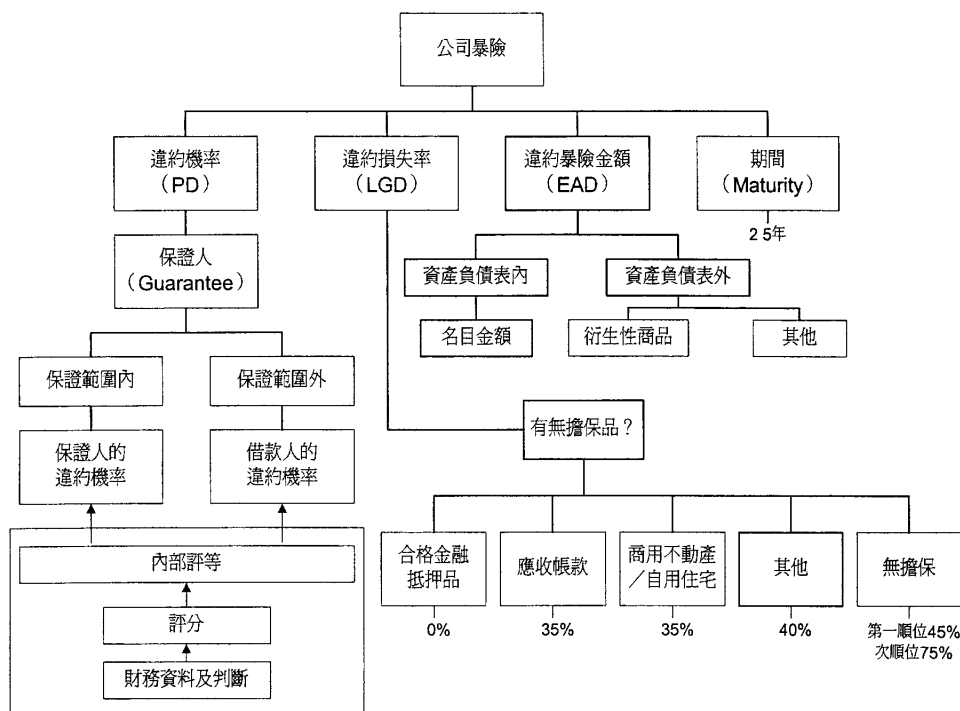 公司暴險
違約機率
（PD）
違約損失率
（LGD）
違約暴險金額
（EAD）
期間
（Maturity）
2 5年
保證人
（Guarantee）
資產負債表內
資產負債表外
名目金額
衍生性商品
其他
保證範圍內
保證範圍外
有無擔保品？
保證人的
違約機率
借款人的
違約機率
內部評等
評分
財務資料及判斷
合格金融
抵押品
應收帳款
商用不動產
／自用住宅
其他
無擔保
0%
35%
35%
40%
第一順位45%
次順位75%